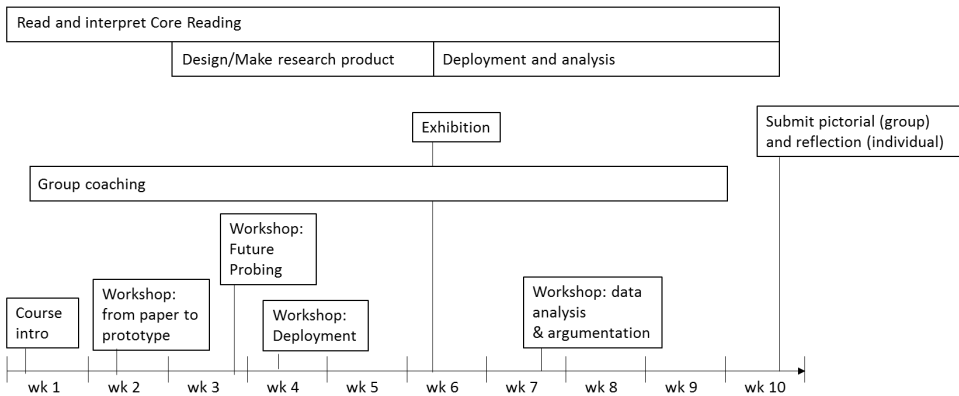 Read and interpret Core Reading
Design/Make research product
Deployment and analysis
Exhibition
Submit pictorial (group)
and reflection (individual)
Group coaching
Workshop:
Future
Probing
Course
intro
Workshop:
from paper to
prototype
Workshop:
Deployment
Workshop: data
analysis
& argumentation
wk 1
wk 2
wk 3
wk 4
wk 5
wk 6
wk 7
wk 8
wk 9
wk 10